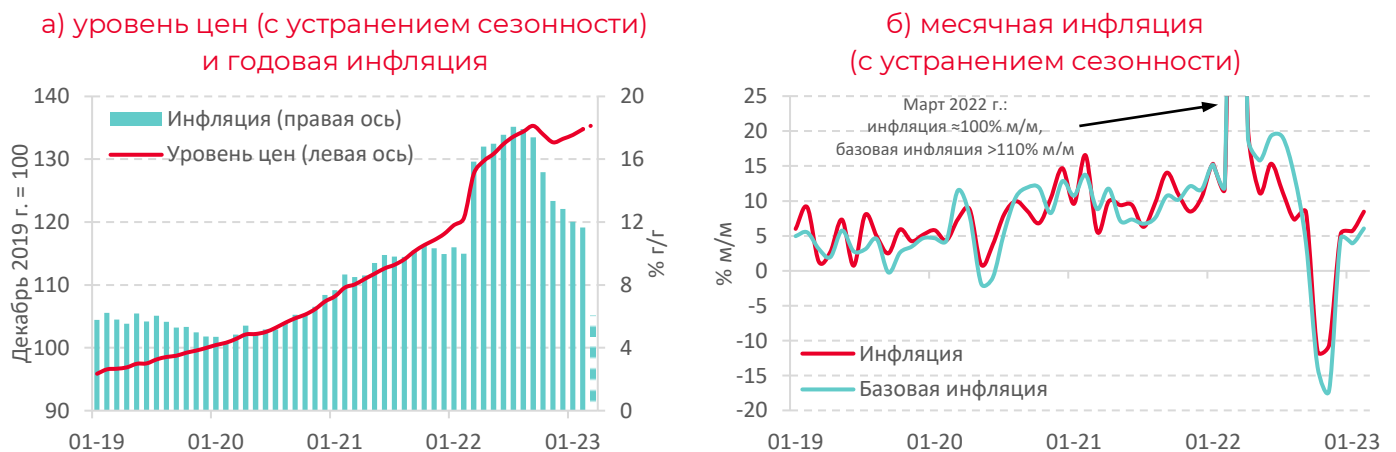 а) уровень цен (с устранением сезонности)
и годовая инфляция
140
130
120
110
100
90
Декабрь 2019 г. = 100
Инфляция (правая ось)
Уровень цен (левая ось)
20
16
12
8
4
0
% г/г
01-19
01-20
01-21
01-22
01-23
б) месячная инфляция
(с устранением сезонности)
25
20
15
10
5
0
-5
-10
-15
-20
% м/м
Март 2022 г.:
инфляция ≈100% м/м,
базовая инфляция >110% м/м
Инфляция
Базовая инфляция
01-19
01-20
01-21
01-22
01-23